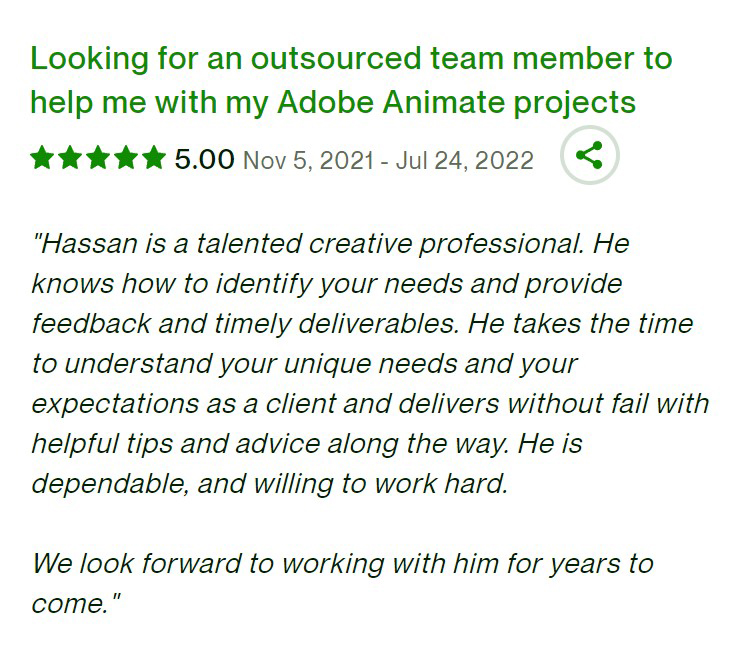 Looking for an outsourced team member to
help me with my Adobe Animate projects
5.00 Nov 5, 2021 - Jul 24, 2022
"Hassan is a talented creative professional. He
knows how to identify your needs and provide
feedback and timely deliverables. He takes the time
to understand your unique needs and your
expectations as a client and delivers without fail with
helpful tips and advice along the way. He is
dependable, and willing to work hard.
We look forward to working with him for years to
come."